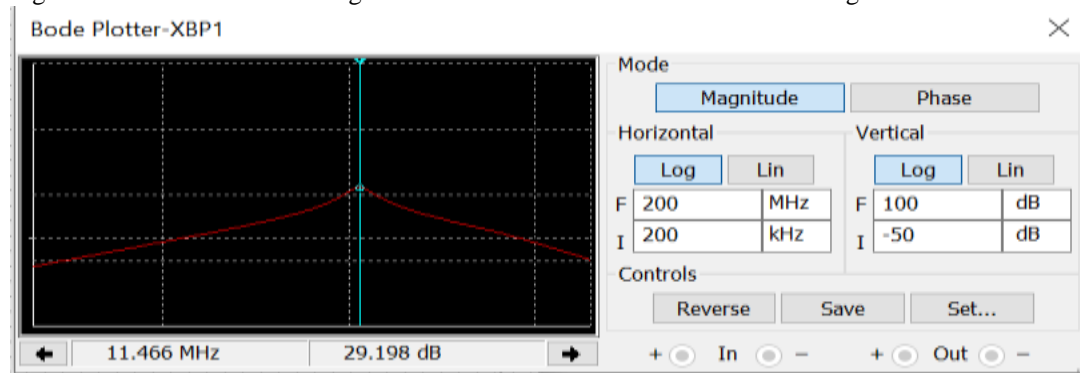 Bode Plotter-XBP1
Mode
Magnitude Phase
Horizontal Vertical
Log Lin Log Lin
F 200 MHz F 100 dB
I 200 kHz I -50 dB
Controls
Reverse Save Set...
11.466 MHz 29.198 dB + In - + Out -